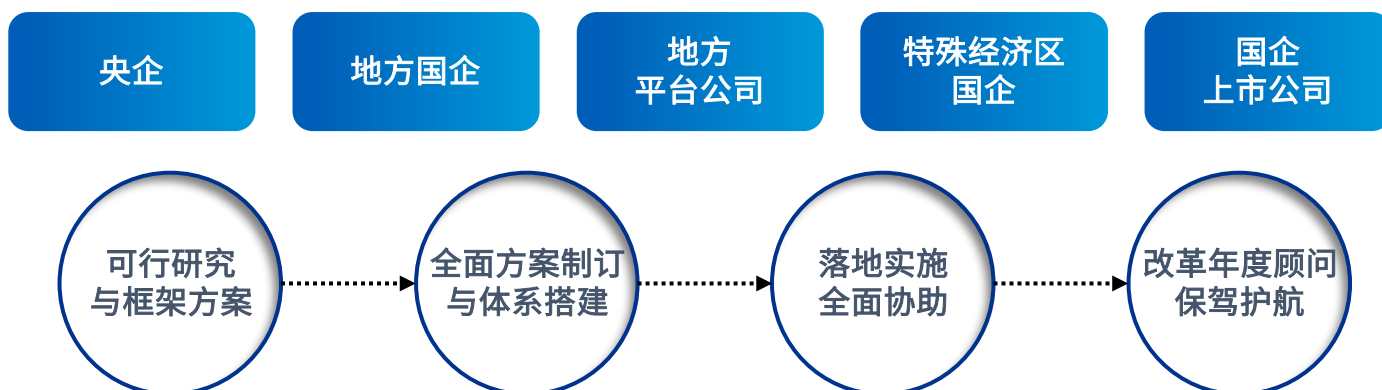 央企
地方国企
地方
平台公司
特殊经济区
国企
国企
上市公司
可行研究
与框架方案
全面方案制订
与体系搭建
落地实施
全面协助
改革年度顾问
保驾护航